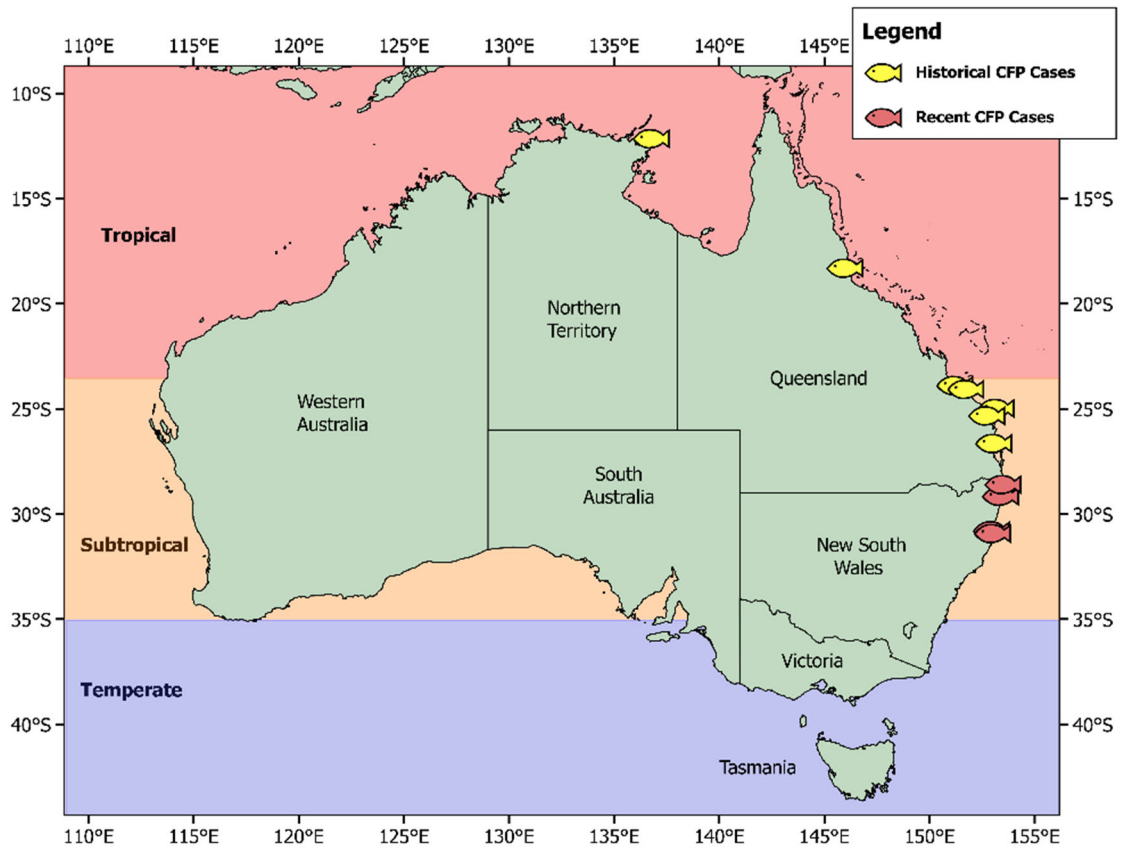 110°E 115°E 120°E 125°E 130°E 135°E 140°E 145°E
Legend
Historical CFP Cases
Recent CFP Cases
10°S
15°S 15°S
Tropical
20°S 20°S
Northern
Territory
Queensland
Western
Australia
25°S 25°S
South
Australia
30°S 30°S
Subtropical
New South
Wales
35°S 35°S
Victoria
Temperate
40°S 40°S
Tasmania
110°E 115°E 120°E 125°E 130°E 135°E 140°E 145°E 150°E 155°E